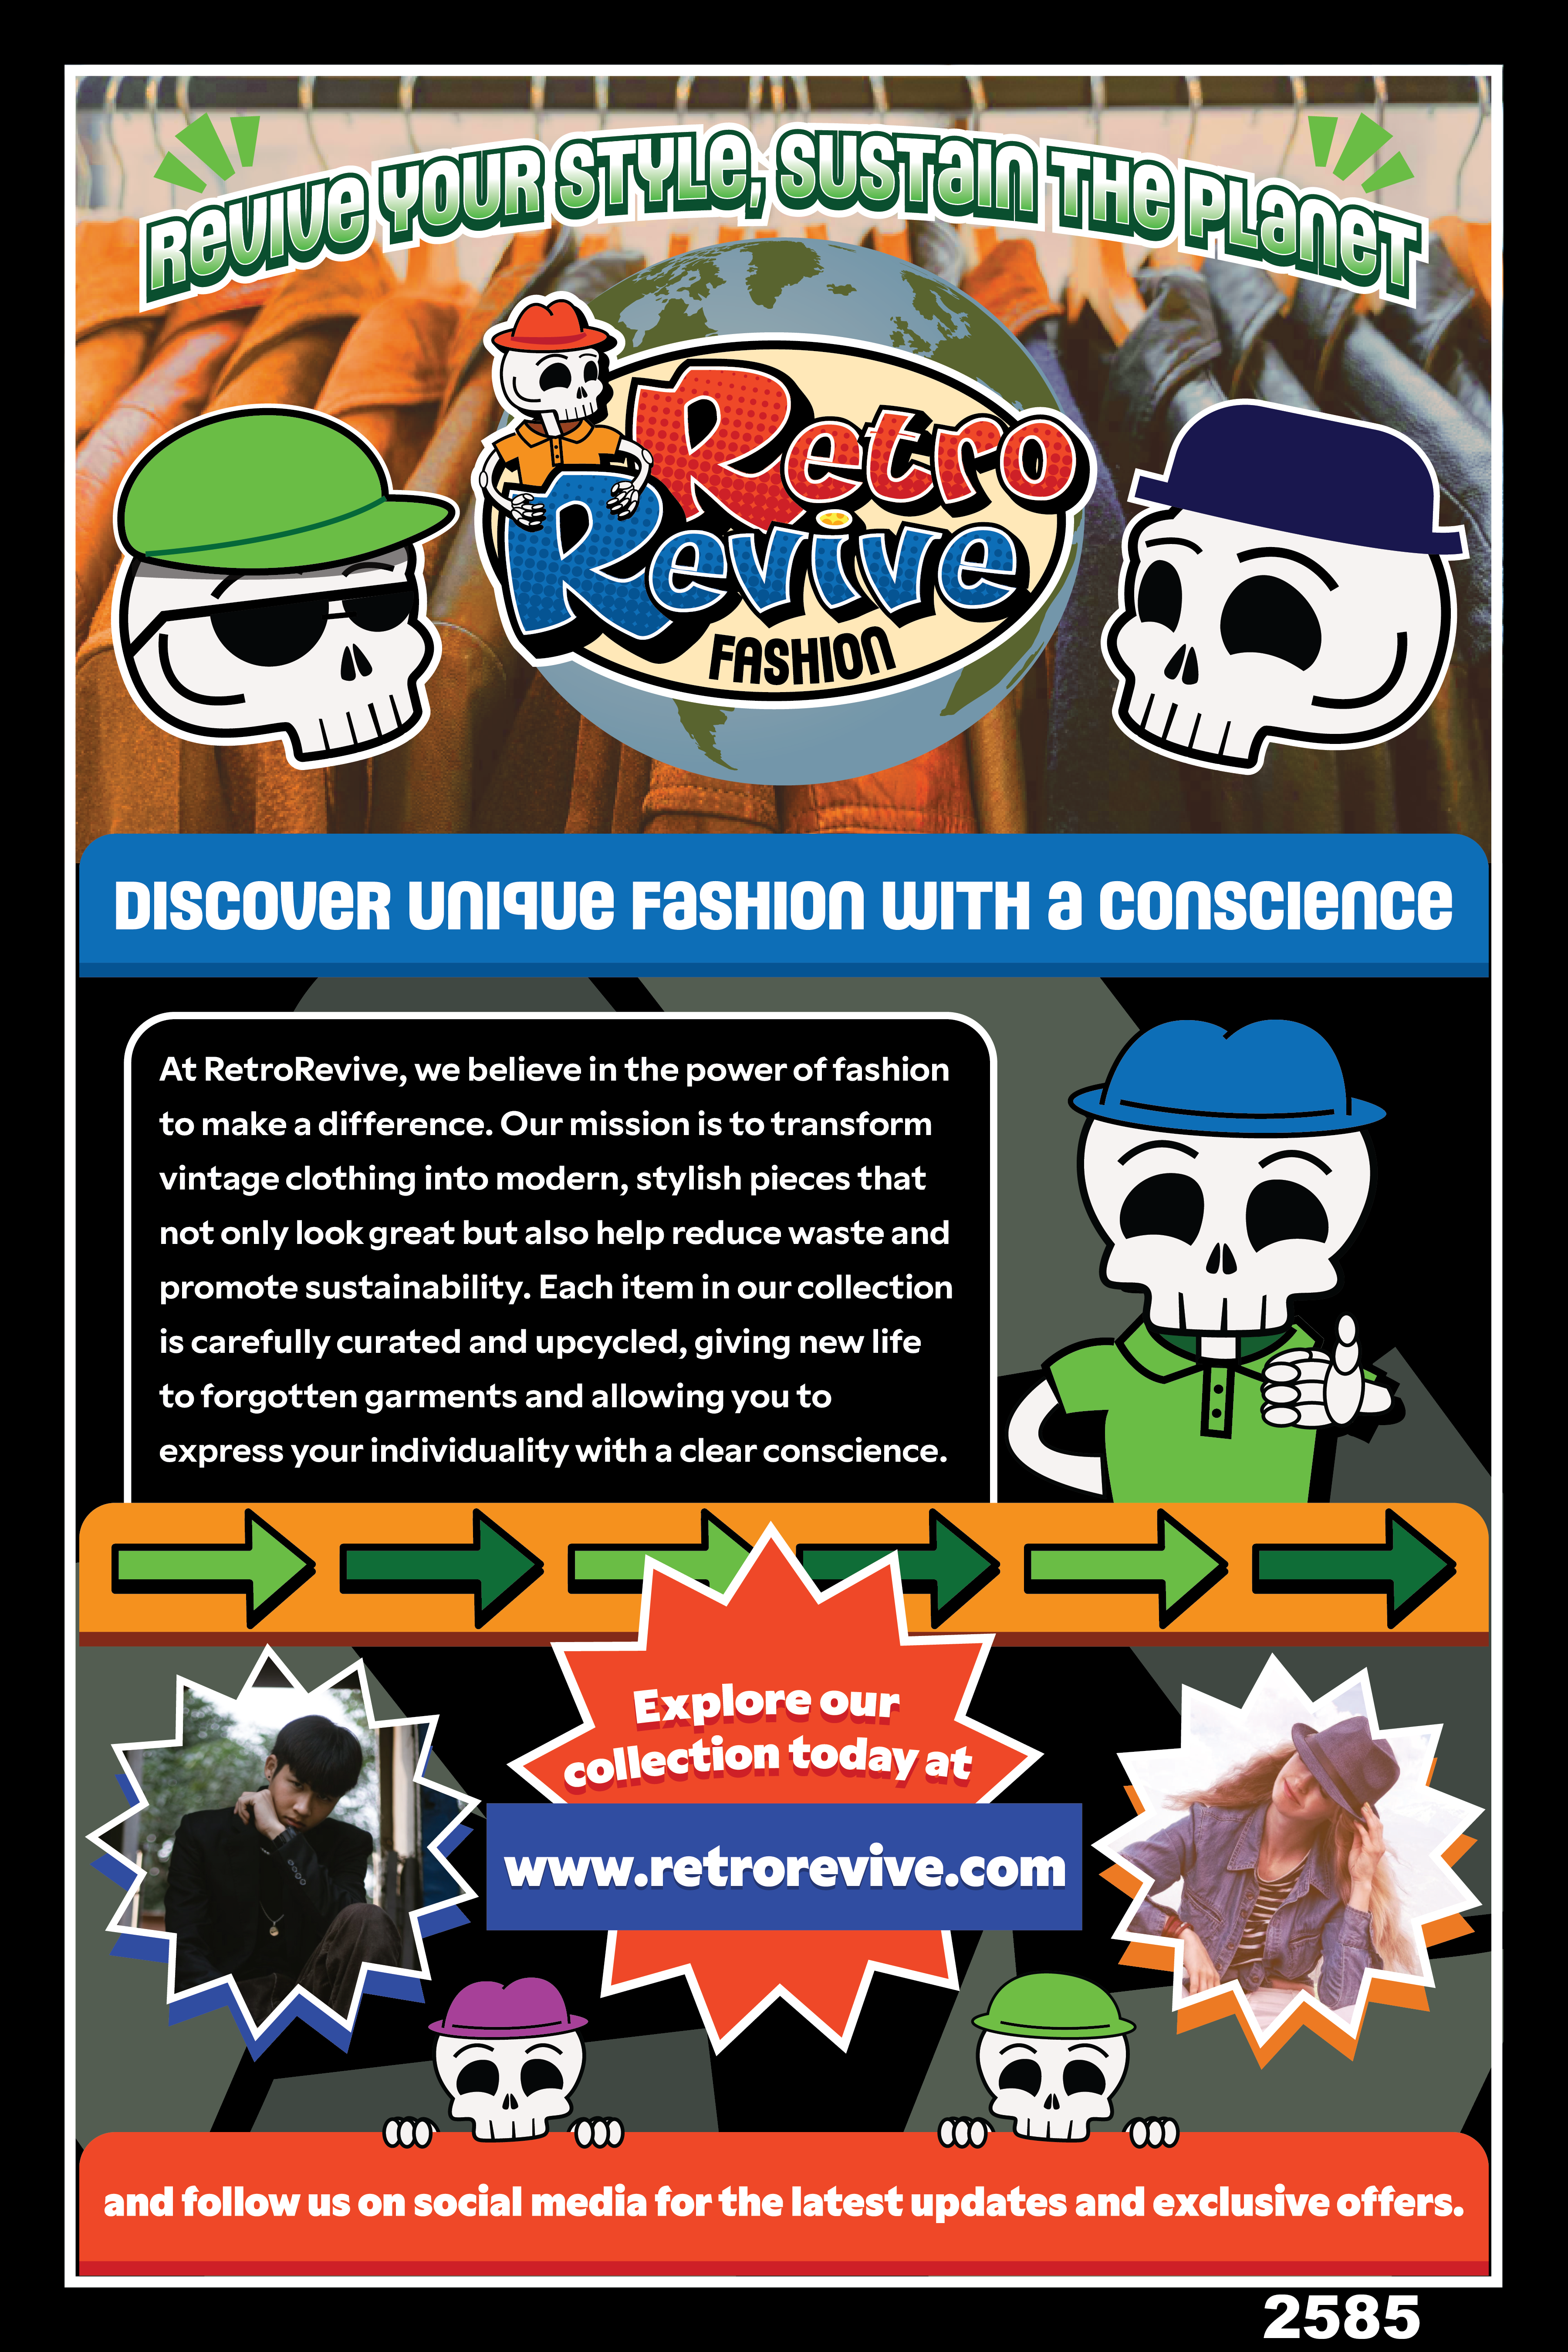 REVIVE YOUR STYLE, SUSTAIN THE PLANET
Retro
Revive
FASHION
DISCOVER UNIQUE FASHION WITH A CONSCIENCE
At RetroRevive, we believe in the power of fashion
to make a difference. Our mission is to transform
vintage clothing into modern, stylish pieces that
not only look great but also help reduce waste and
promote sustainability. Each item in our collection
is carefully curated and upcycled, giving new life
to forgotten garments and allowing you to
express your individuality with a clear conscience.
Explore our
collection today at
www.retrorevive.com
and follow us on social media for the latest updates and exclusive offers.
2585